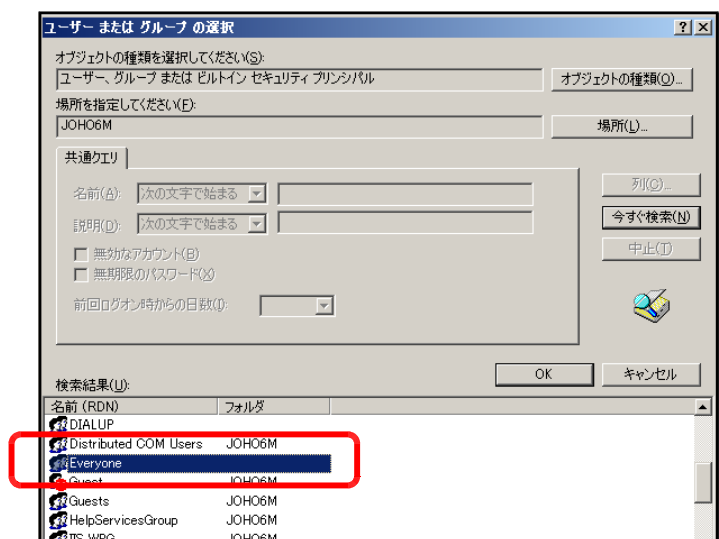 ユーザー または グループ の選択
オブジェクトの種類を選択してください(S):
ユーザー、グループ または ビルトイン セキュリティ プリンシパル
オブジェクトの種類(O)...
場所を指定してください(F):
JOHO6M
場所(L)...
共通クエリ
名前(A): 次の文字で始まる
列(C)...
説明(D): 次の文字で始まる
今すぐ検索(N)
無効なアカウント(B)
中止(T)
無期限のパスワード(X)
前回ログオン時からの日数(I):
OK
キャンセル
検索結果(U):
名前 (RDN) フォルダ
DIALUP
Distributed COM Users JOHO6M
Everyone
Guest JOHO6M
Guests JOHO6M
HelpServicesGroup JOHO6M
IIS_WPG JOHO6M